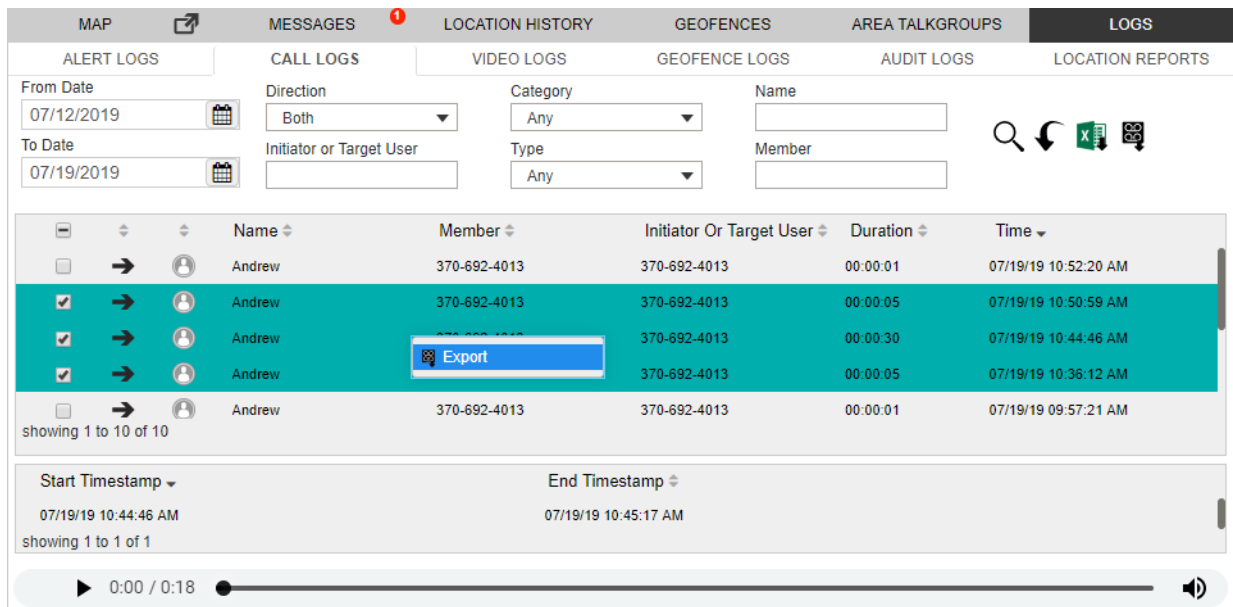 MAP MESSAGES 1 LOCATION HISTORY GEOFENCES AREA TALKGROUPS LOGS
ALERT LOGS CALL LOGS VIDEO LOGS GEOFENCE LOGS AUDIT LOGS LOCATION REPORTS
From Date Direction Category Name
07/12/2019 Both Any
To Date Initiator or Target User Type Member
07/19/2019 Any
Name Member Initiator Or Target User Duration Time
Andrew 370-692-4013 370-692-4013 00:00:01 07/19/19 10:52:20 AM
Andrew 370-692-4013 370-692-4013 00:00:05 07/19/19 10:50:59 AM
Andrew 370-692-4013 00:00:30 07/19/19 10:44:46 AM
Export
Andrew 370-692-4013 00:00:05 07/19/19 10:36:12 AM
Andrew 370-692-4013 370-692-4013 00:00:01 07/19/19 09:57:21 AM
showing 1 to 10 of 10
Start Timestamp End Timestamp
07/19/19 10:44:46 AM 07/19/19 10:45:17 AM
showing 1 to 1 of 1
0:00 / 0:18